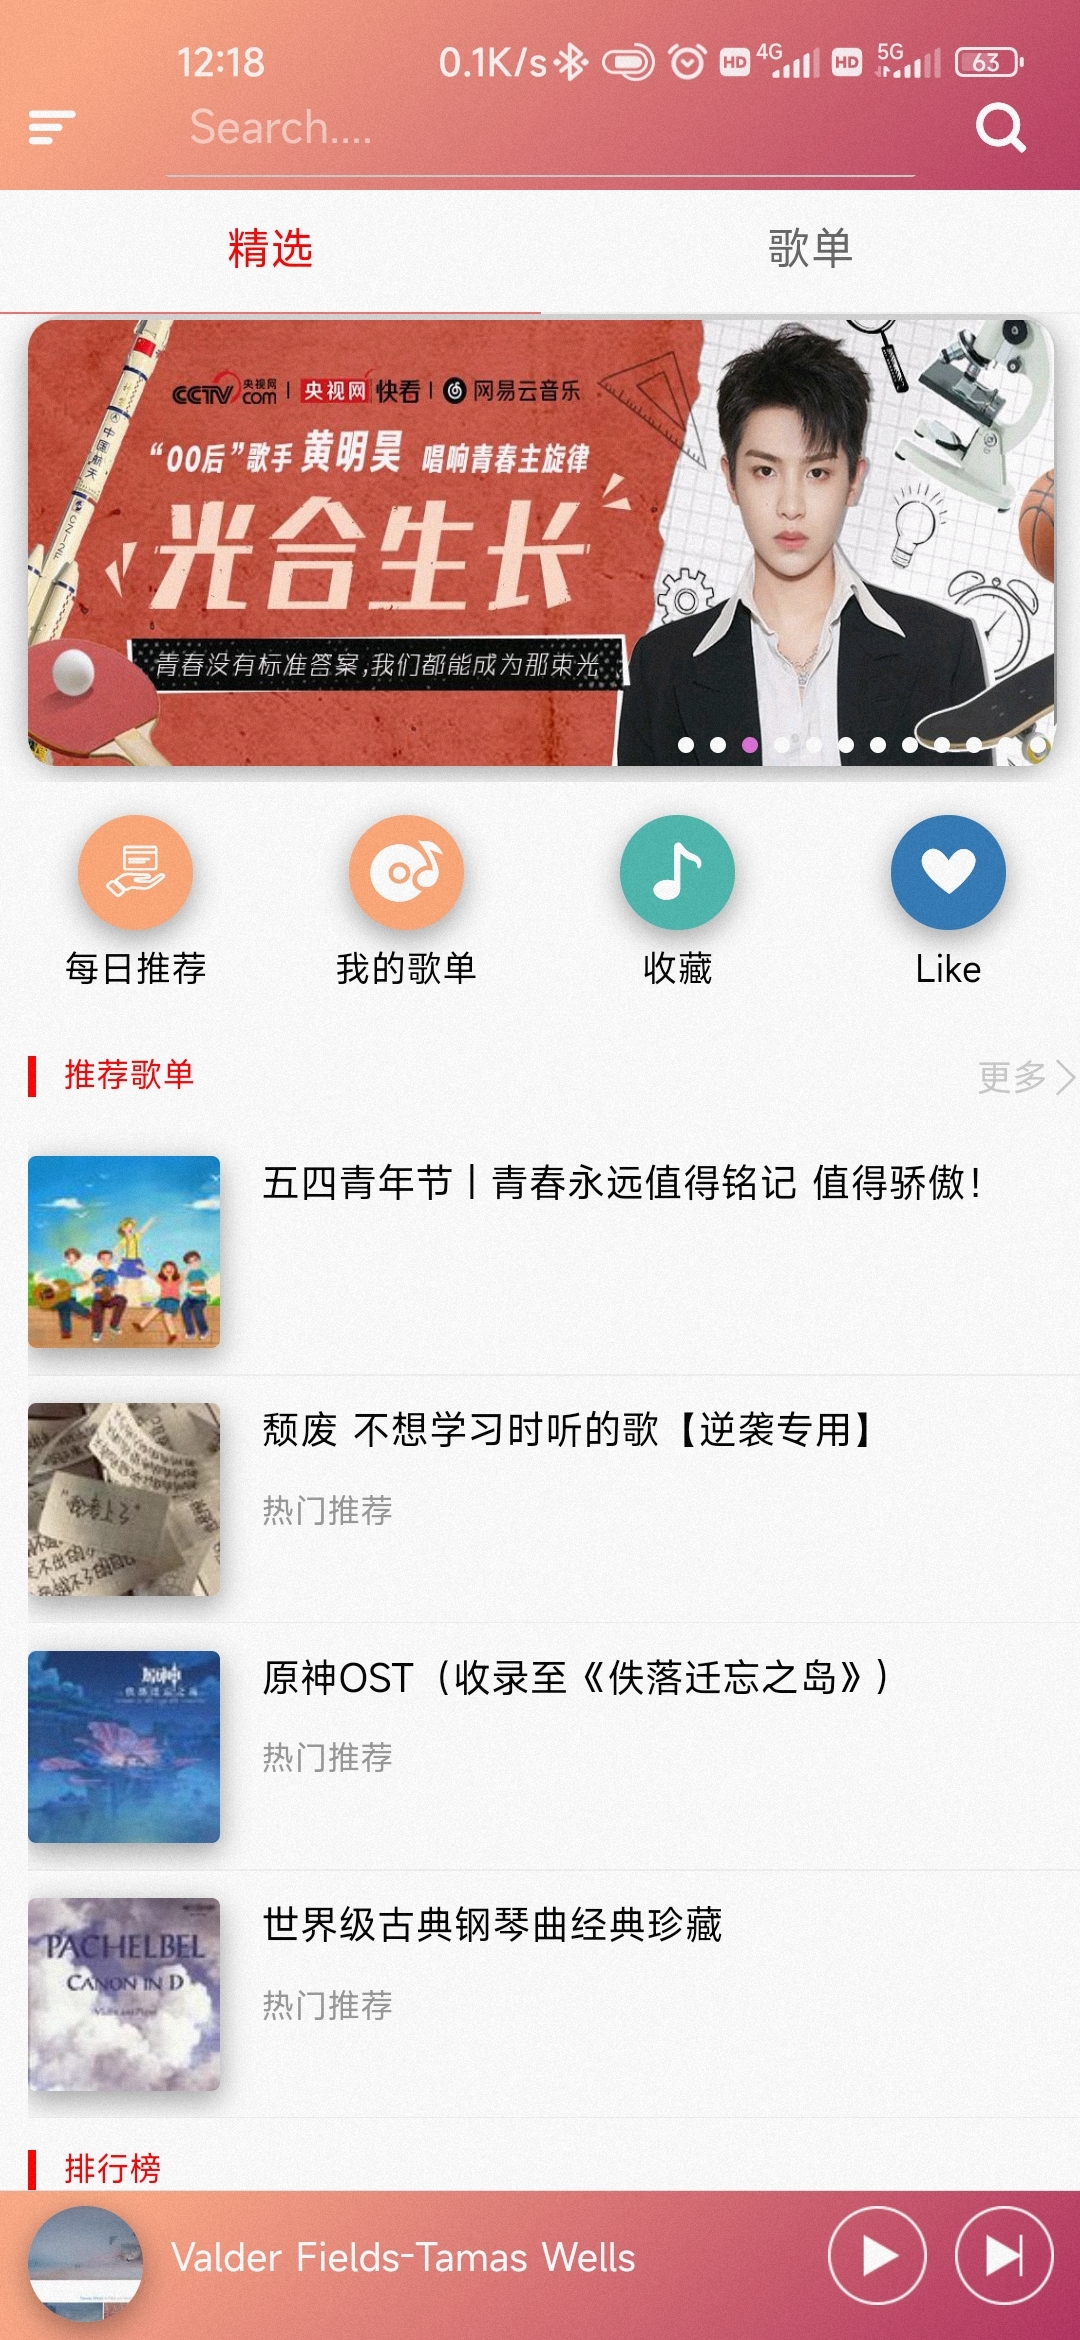 12:18 0.1K/s HD 4G HD 5G 63
Search....
精选 歌单
CCTV 央视网 com | 央视网 快看 | 网易云音乐
“00后”歌手 黄明昊 唱响青春主旋律
光合生长
青春没有标准答案,我们都能成为那束光
中国航天
CZ-12F
每日推荐 我的歌单 收藏 Like
推荐歌单 更多
五四青年节丨青春永远值得铭记 值得骄傲！
颓废 不想学习时听的歌【逆袭专用】
热门推荐
原神OST（收录至《佚落迁忘之岛》）
热门推荐
原神
佚落迁忘之岛
世界级古典钢琴曲经典珍藏
热门推荐
PACHELBEL
CANON IN D
排行榜
Valder Fields-Tamas Wells